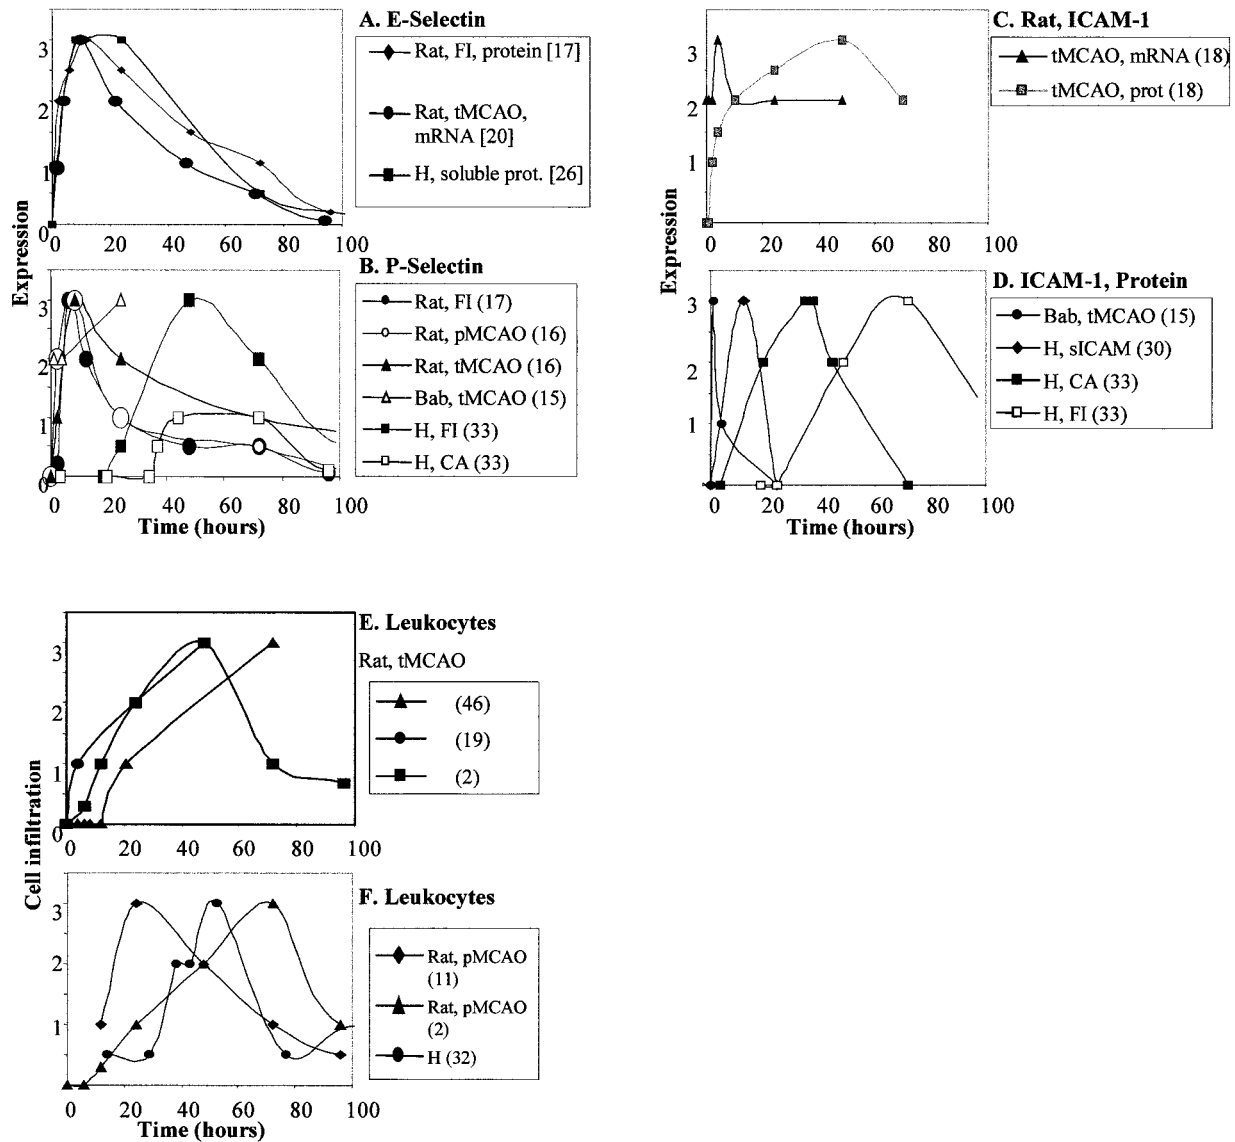 A. E-Selectin
3
2
1
0
Rat, FI, protein [17]
Rat, tMCAO,
mRNA [20]
H, soluble prot. [26]
0 20 40 60 80 100
Expression
B. P-Selectin
3
2
1
0
Rat, FI (17)
Rat, pMCAO (16)
Rat, tMCAO (16)
Bab, tMCAO (15)
H, FI (33)
H, CA (33)
0 20 40 60 80 100
Time (hours)
C. Rat, ICAM-1
3
2
1
0
tMCAO, mRNA (18)
tMCAO, prot (18)
0 20 40 60 80 100
Expression
D. ICAM-1, Protein
3
2
1
0
Bab, tMCAO (15)
H, sICAM (30)
H, CA (33)
H, FI (33)
0 20 40 60 80 100
Time (hours)
E. Leukocytes
Rat, tMCAO
3
2
1
0
(46)
(19)
(2)
0 20 40 60 80 100
Cell infiltration
F. Leukocytes
3
2
1
Rat, pMCAO
(11)
Rat, pMCAO
(2)
H (32)
0 20 40 60 80 100
Time (hours)